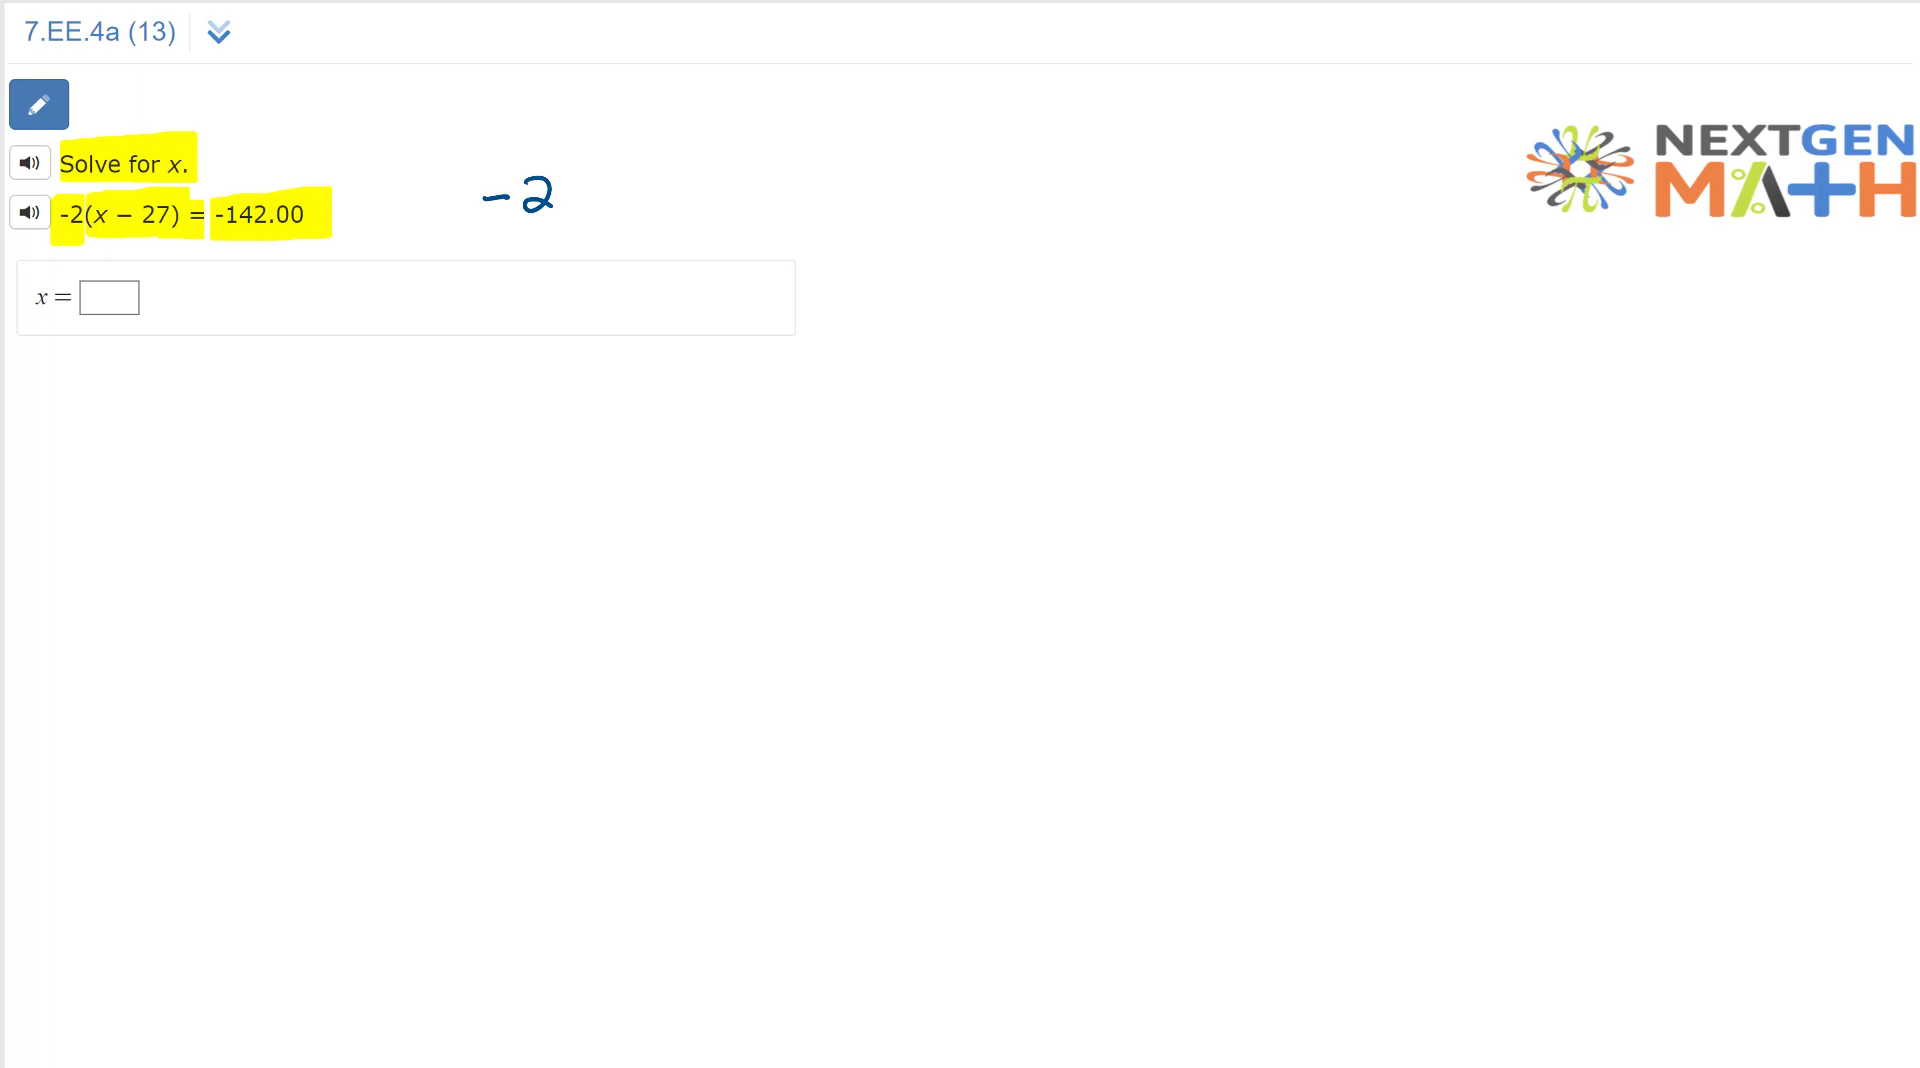 7.EE.4a (13)
NEXTGEN
MATH
Solve for x.
-2(x − 27) = -142.00
-2
x =